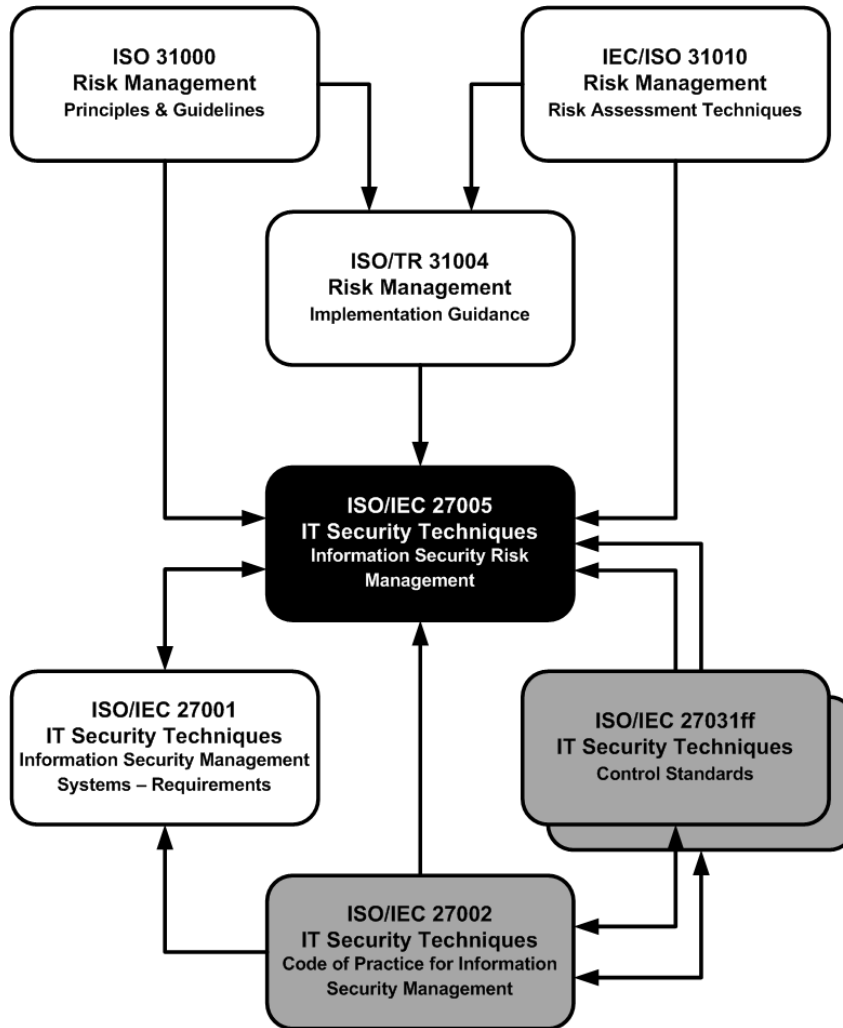 ISO 31000
Risk Management
Principles & Guidelines
IEC/ISO 31010
Risk Management
Risk Assessment Techniques
ISO/TR 31004
Risk Management
Implementation Guidance
ISO/IEC 27005
IT Security Techniques
Information Security Risk
Management
ISO/IEC 27001
IT Security Techniques
Information Security Management
Systems – Requirements
ISO/IEC 27031ff
IT Security Techniques
Control Standards
ISO/IEC 27002
IT Security Techniques
Code of Practice for Information
Security Management